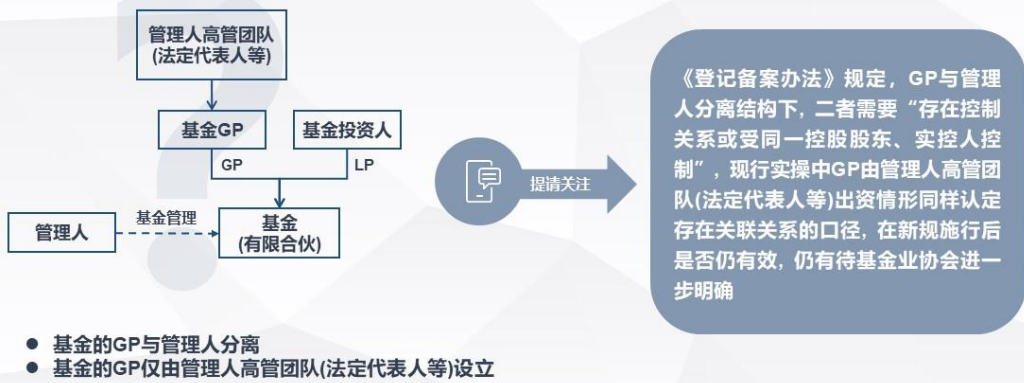 管理人高管团队
(法定代表人等)
基金GP
基金投资人
GP
LP
管理人
基金管理
基金
(有限合伙)
提请关注
《登记备案办法》规定，GP与管理
人分离结构下，二者需要“存在控制
关系或受同一控股股东、实控人控
制”，现行实操中GP由管理人高管团
队(法定代表人等)出资情形同样认定
存在关联关系的口径，在新规施行后
是否仍有效，仍有待基金业协会进一
步明确
● 基金的GP与管理人分离
● 基金的GP仅由管理人高管团队(法定代表人等)设立